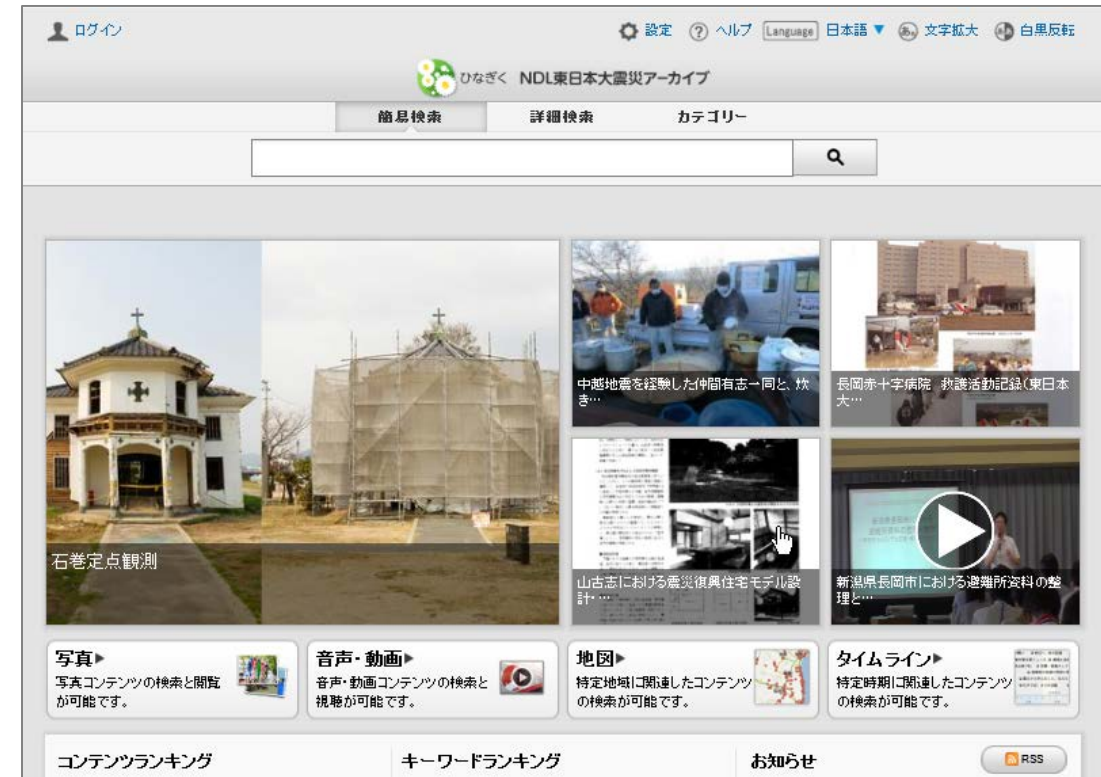 ログイン
設定 ヘルプ Language 日本語▼ 文字拡大 白黒反転
ひなぎく NDL東日本大震災アーカイブ
簡易検索 詳細検索 カテゴリー
石巻定点観測
中越地震を経験した仲間有志一同と、炊
き…
長岡赤十字病院 救護活動記録(東日本
大…
山古志における震災復興住宅モデル設
計・…
新潟県長岡市における避難所資料の整
理と…
写真▶
写真コンテンツの検索と閲覧
が可能です。
音声・動画▶
音声・動画コンテンツの検索と
視聴が可能です。
地図▶
特定地域に関連したコンテンツ
の検索が可能です。
タイムライン▶
特定時期に関連したコンテンツ
の検索が可能です。
コンテンツランキング キーワードランキング お知らせ RSS